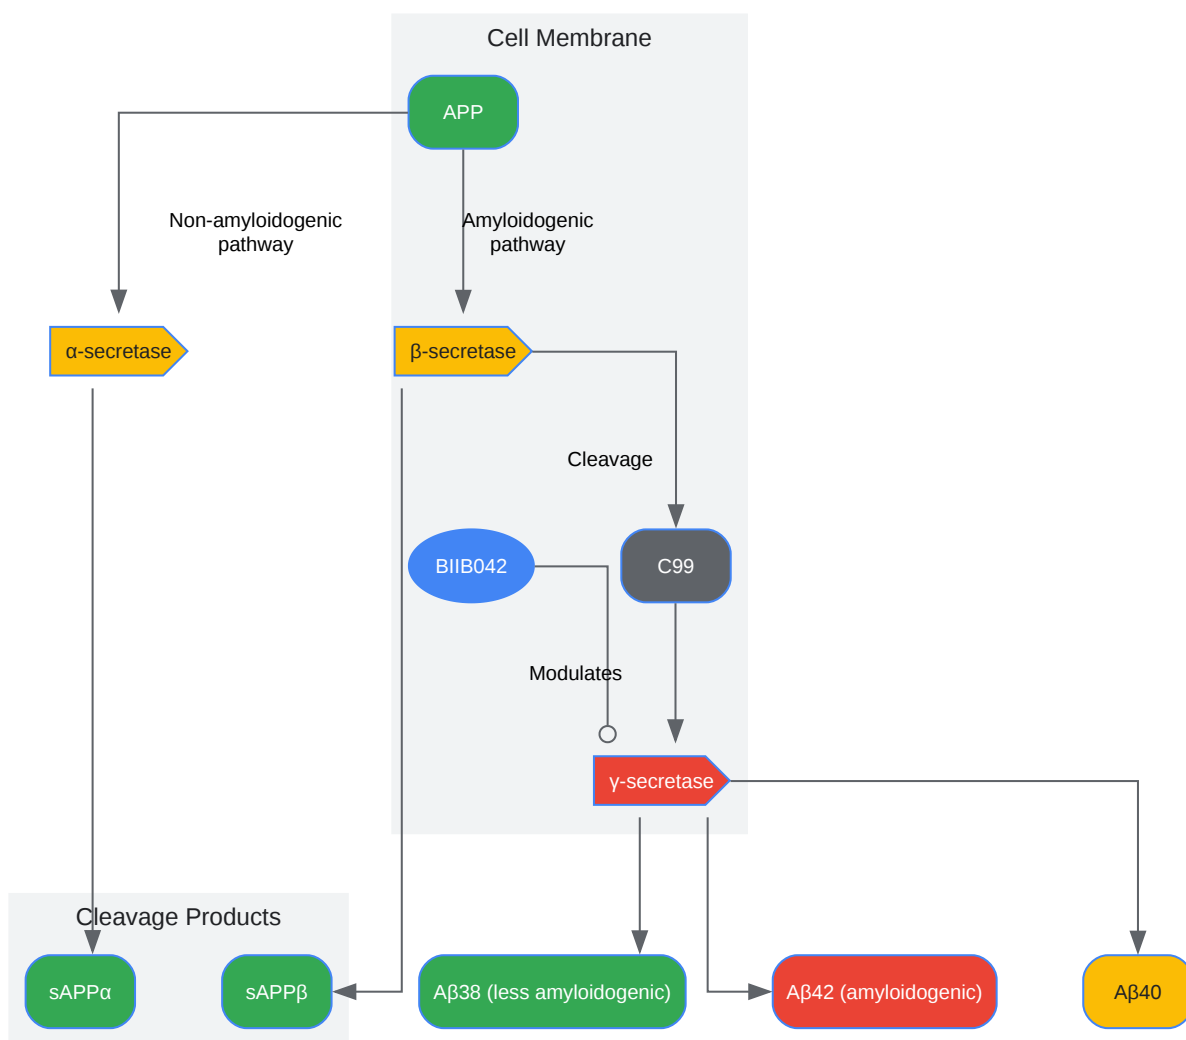 Cell Membrane
APP
Non-amyloidogenic
pathway
Amyloidogenic
pathway
α-secretase
β-secretase
Cleavage
BIIB042
C99
Modulates
γ-secretase
Cleavage Products
sAPPα
sAPPβ
Aβ38 (less amyloidogenic)
Aβ42 (amyloidogenic)
Aβ40